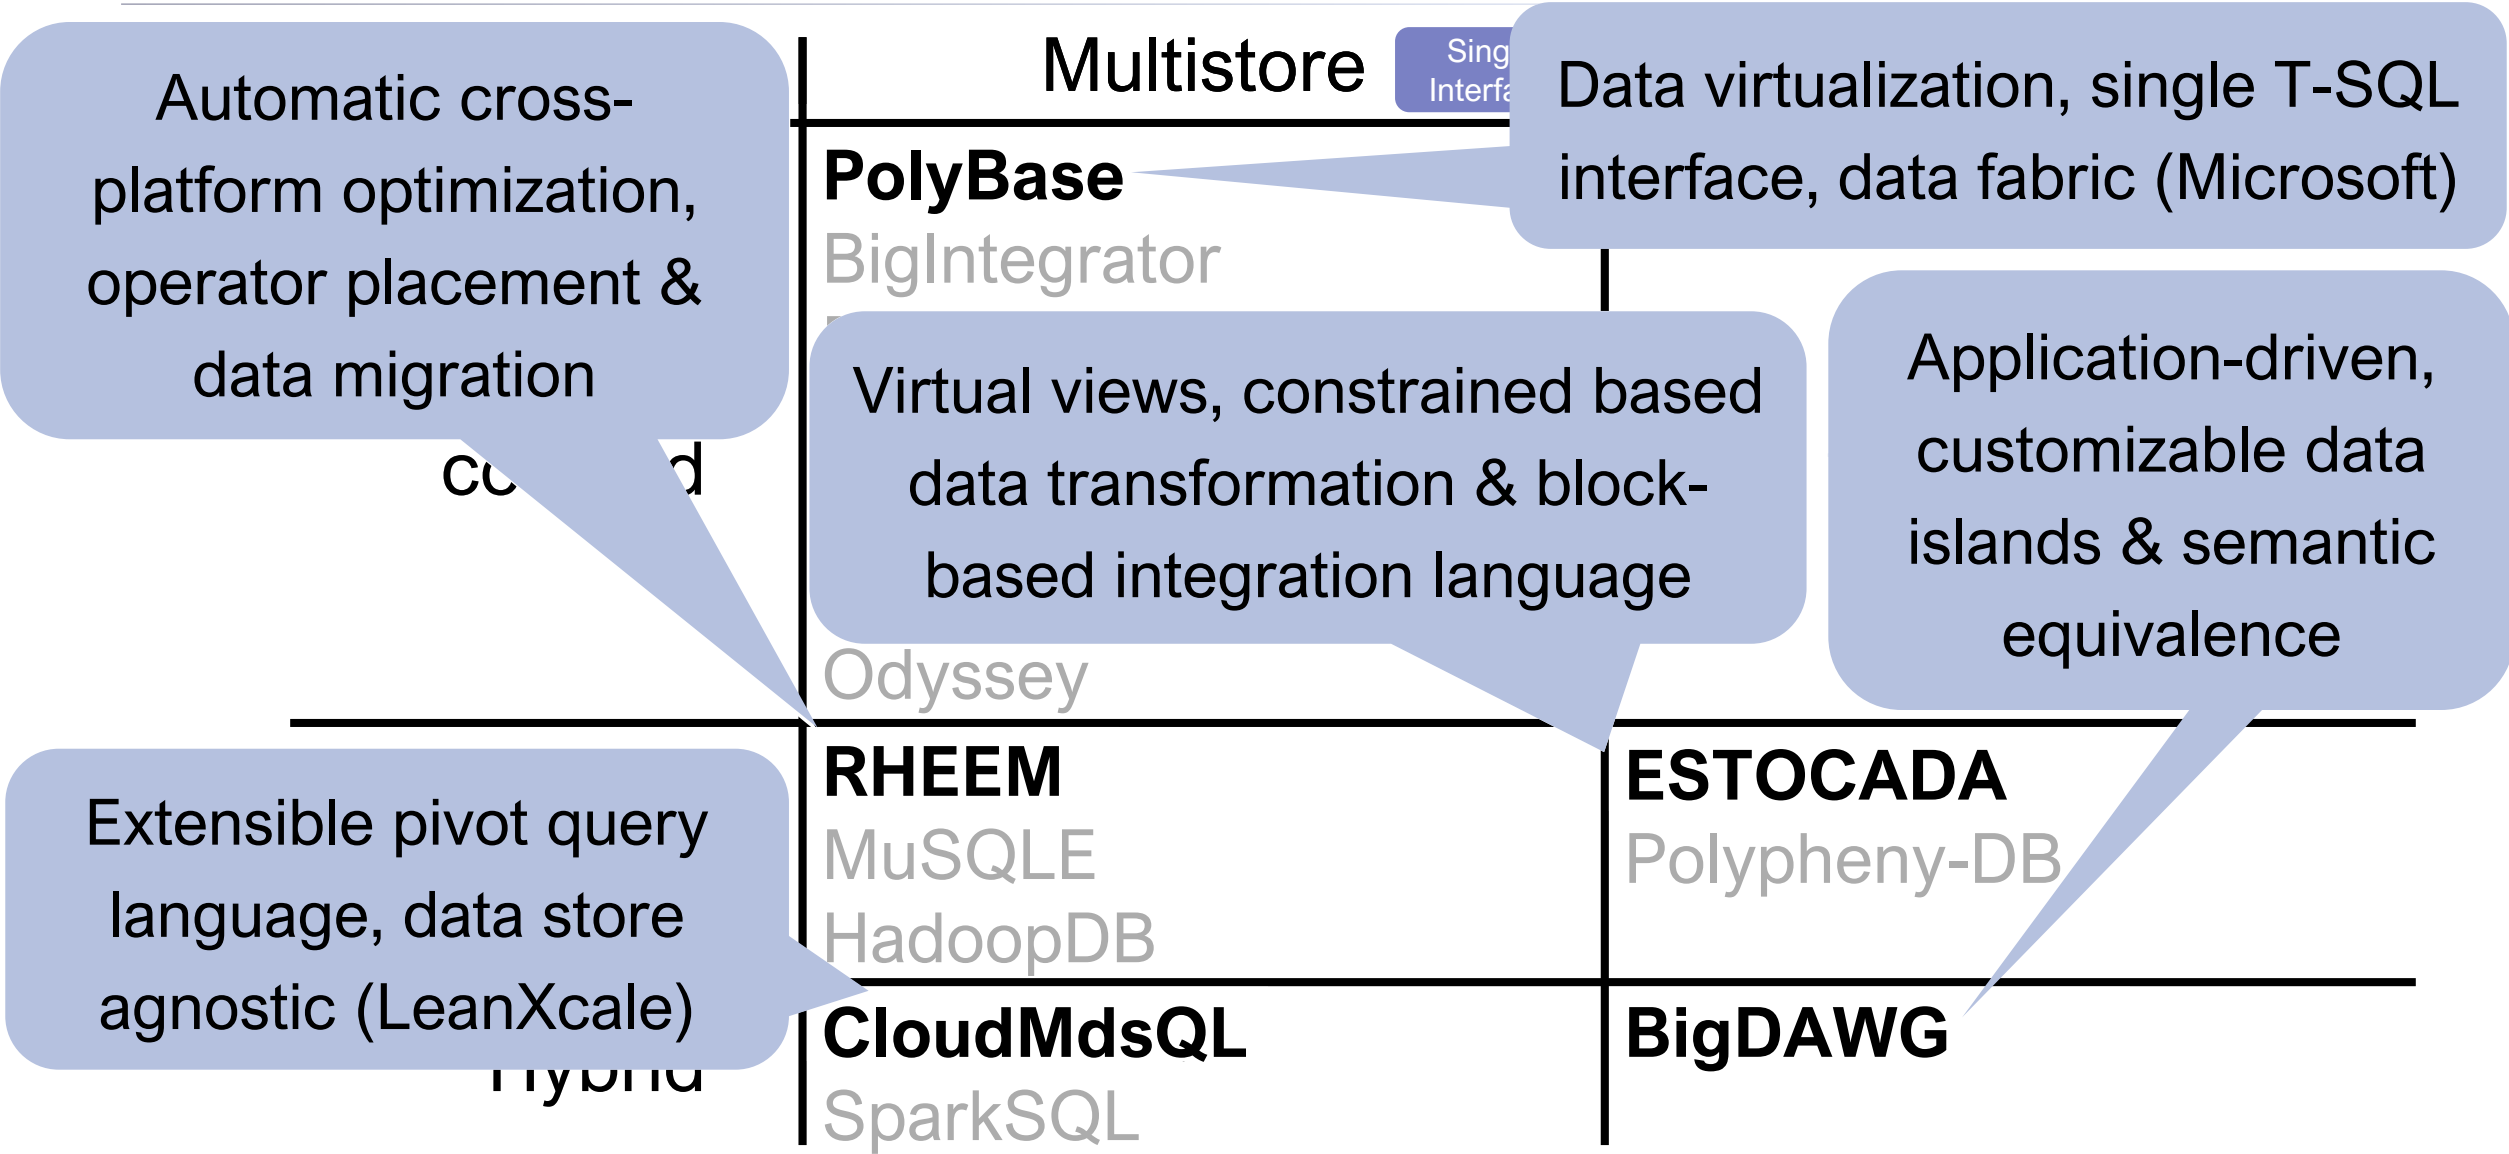 Multistore
Automatic cross-
platform optimization,
operator placement &
data migration
Data virtualization, single T-SQL
interface, data fabric (Microsoft)
PolyBase
BigIntegrator
Virtual views, constrained based
data transformation & block-
based integration language
Application-driven,
customizable data
islands & semantic
equivalence
Odyssey
RHEEM
MuSQLE
HadoopDB
ESTOCADA
Polypheny-DB
Extensible pivot query
language, data store
agnostic (LeanXcale)
Hybrid
CloudMdsQL
SparkSQL
BigDAWG